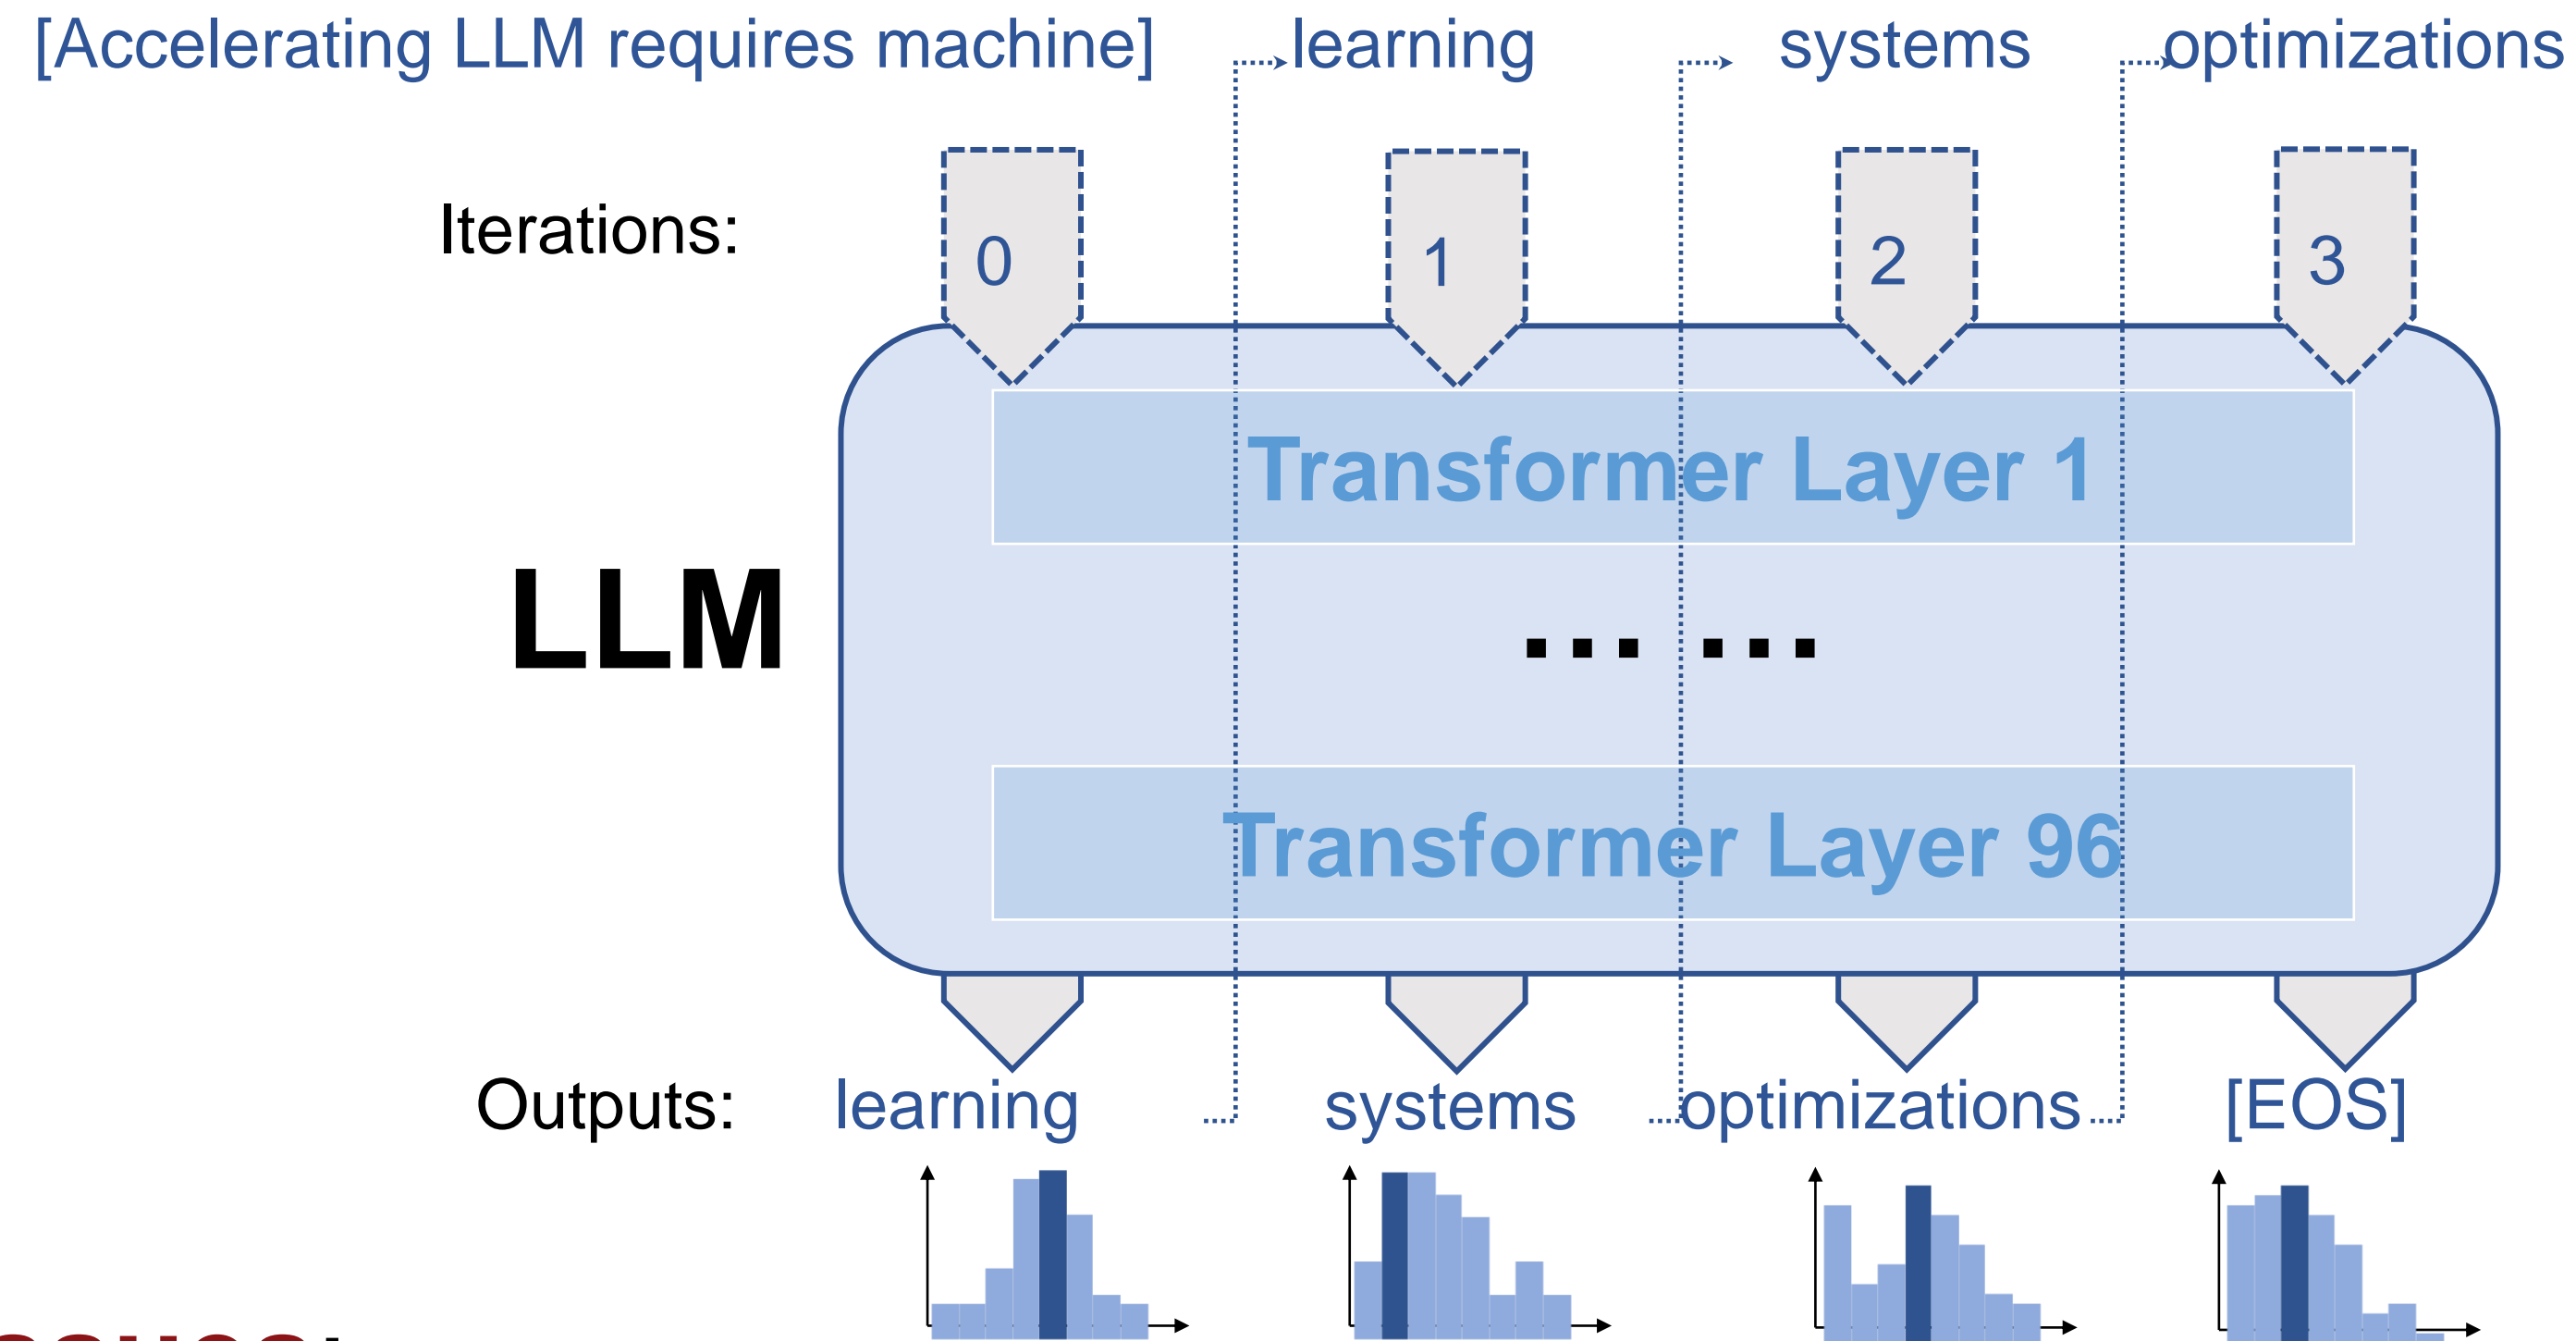 [Accelerating LLM requires machine] learning systems optimizations
Iterations: 0 1 2 3
Transformer Layer 1
LLM ... ...
Transformer Layer 96
Outputs: learning systems optimizations [EOS]